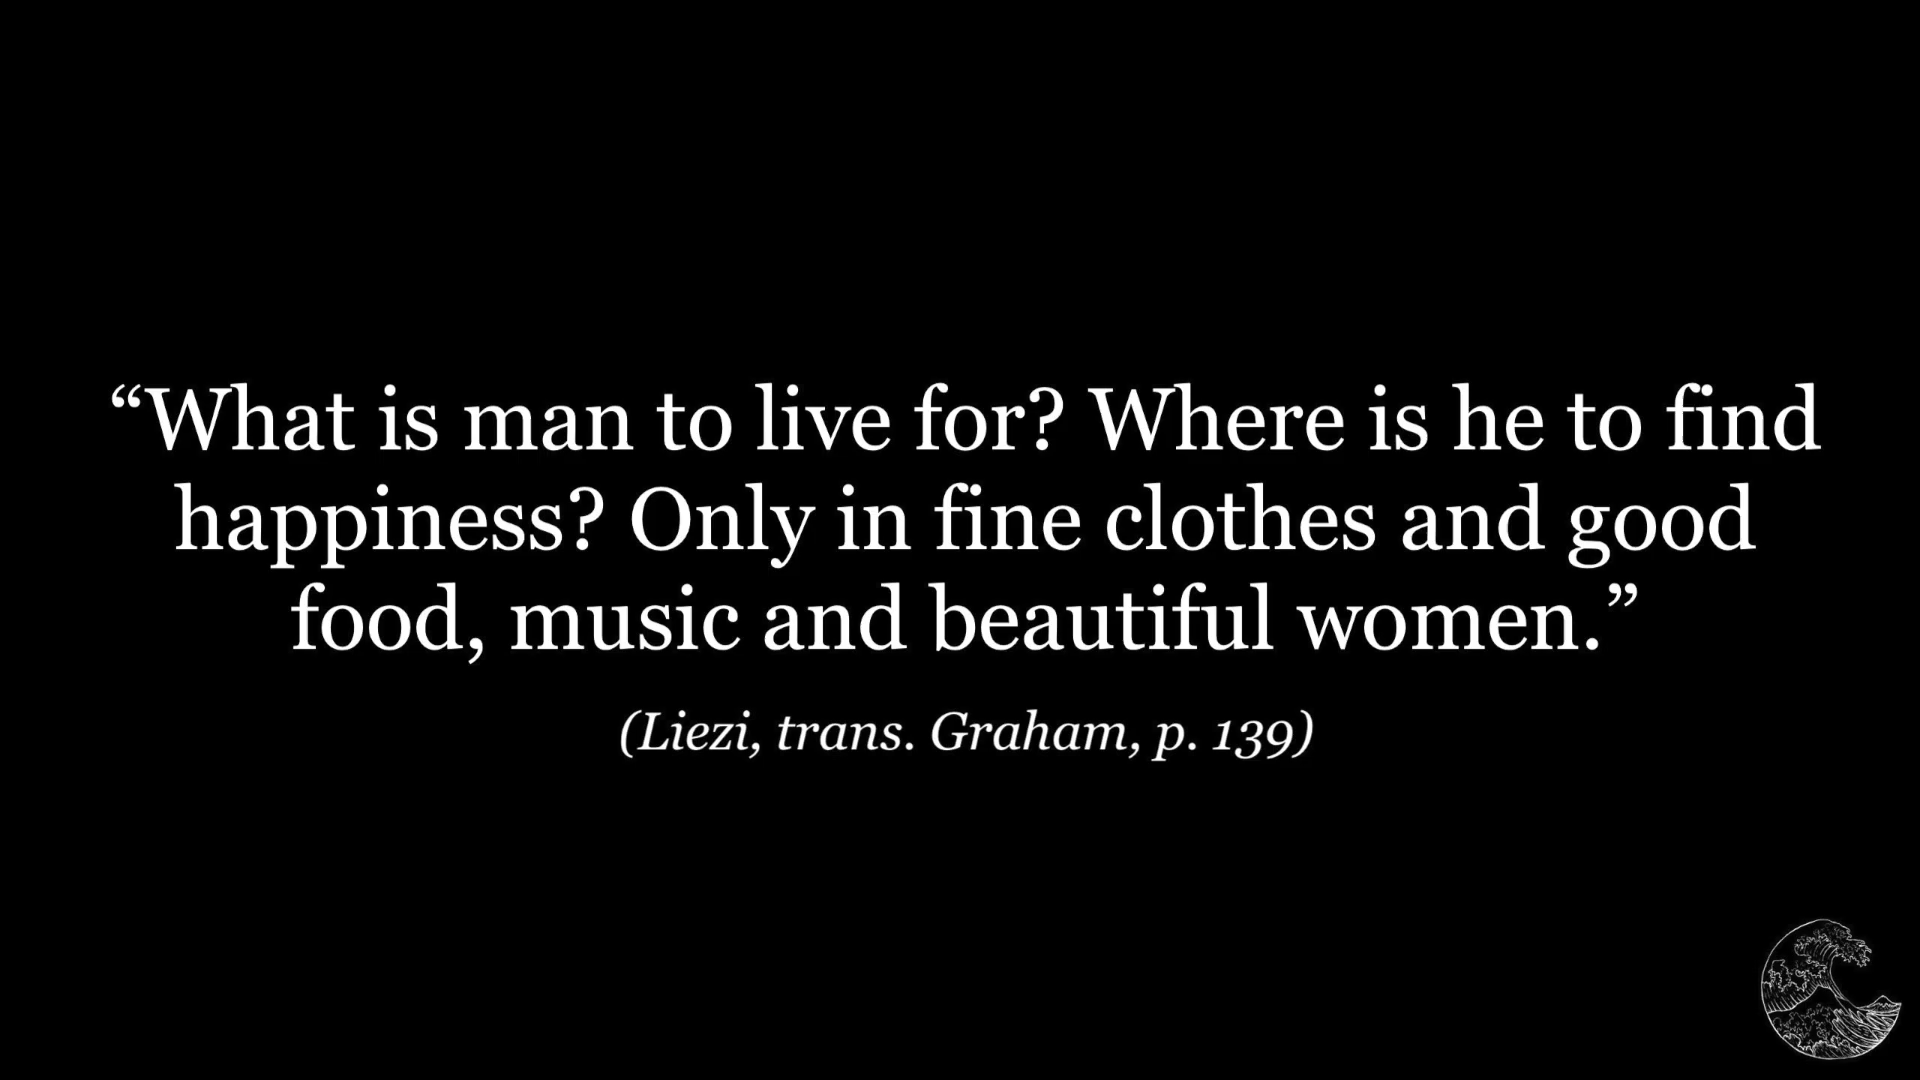 “What is man to live for? Where is he to find
happiness? Only in fine clothes and good
food, music and beautiful women.”
(Liezi, trans. Graham, p. 139)